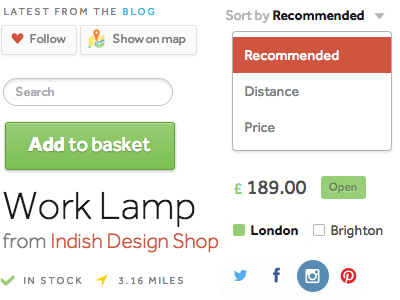 LATEST FROM THE BLOG
Follow
Show on map
Search
Add to basket
Work Lamp
from Indish Design Shop
IN STOCK
3.16 MILES
Sort by Recommended
Recommended
Distance
Price
£ 189.00
Open
London
Brighton